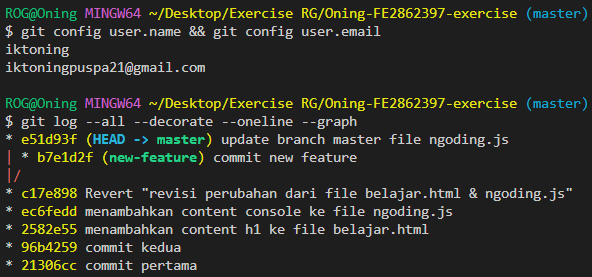 ROG@Oning MINGW64 ~/Desktop/Exercise RG/Oning-FE2862397-exercise (master)
$ git config user.name && git config user.email
iktoning
iktoningpuspa21@gmail.com

ROG@Oning MINGW64 ~/Desktop/Exercise RG/Oning-FE2862397-exercise (master)
$ git log --all --decorate --oneline --graph
* e51d93f (HEAD -> master) update branch master file ngoding.js
| * b7e1d2f (new-feature) commit new feature
|/
* c17e898 Revert "revisi perubahan dari file belajar.html & ngoding.js"
* ec6fedd menambahkan content console ke file ngoding.js
* 2582e55 menambahkan content h1 ke file belajar.html
* 96b4259 commit kedua
* 21306cc commit pertama